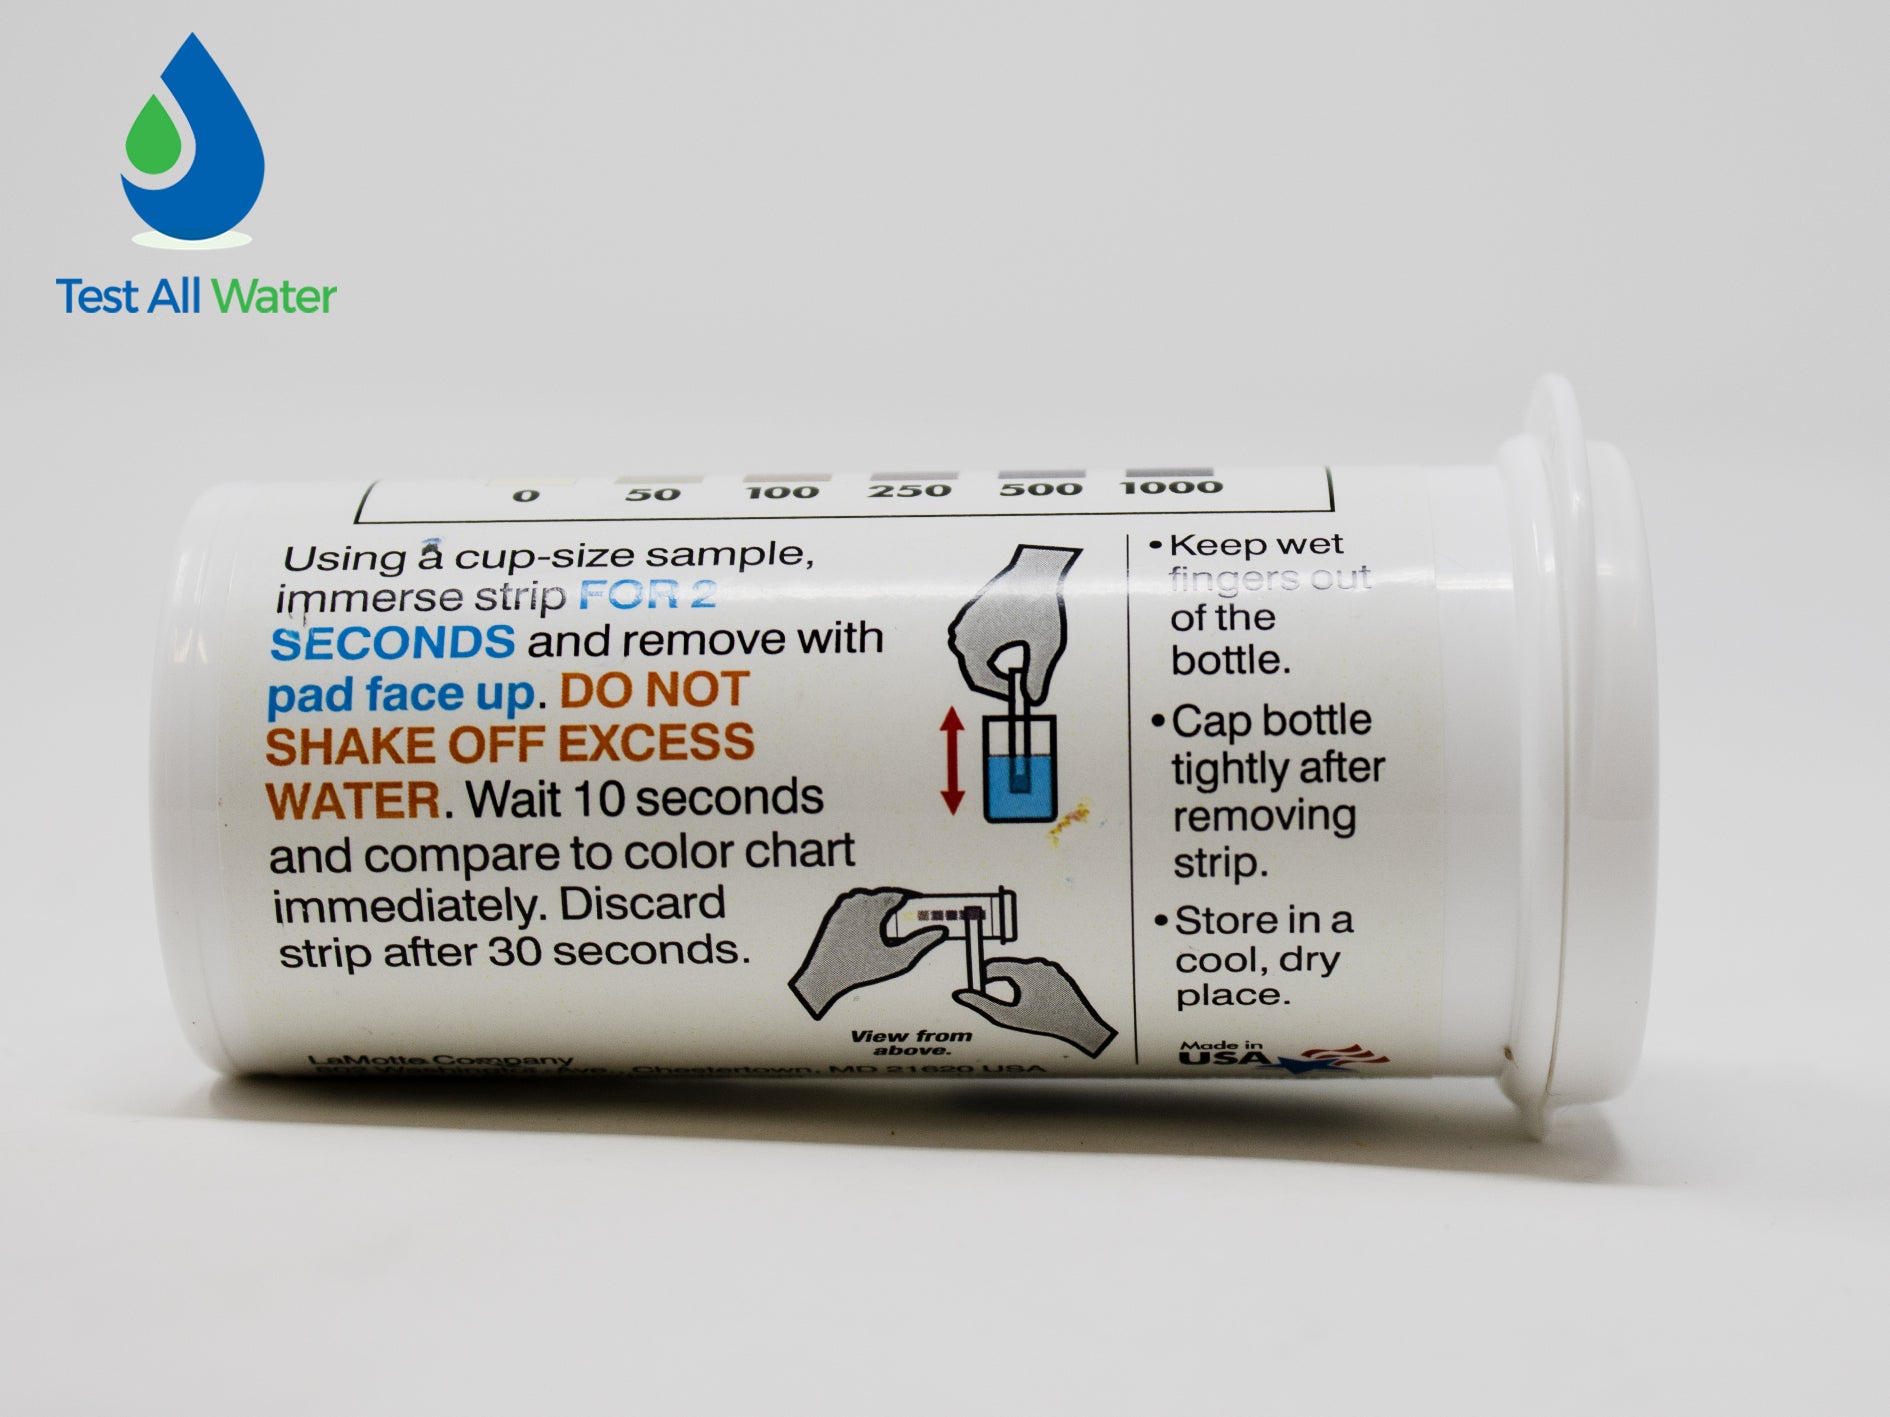 Test All Water
0 50 100 250 500 1000
Using a cup-size sample,
immerse strip FOR 2
SECONDS and remove with
pad face up. DO NOT
SHAKE OFF EXCESS
WATER. Wait 10 seconds
and compare to color chart
immediately. Discard
strip after 30 seconds.
View from
above.
LaMotte Company
802 Washington Ave., Chestertown, MD 21620 USA
•Keep wet
fingers out
of the
bottle.
•Cap bottle
tightly after
removing
strip.
•Store in a
cool, dry
place.
Made in
USA